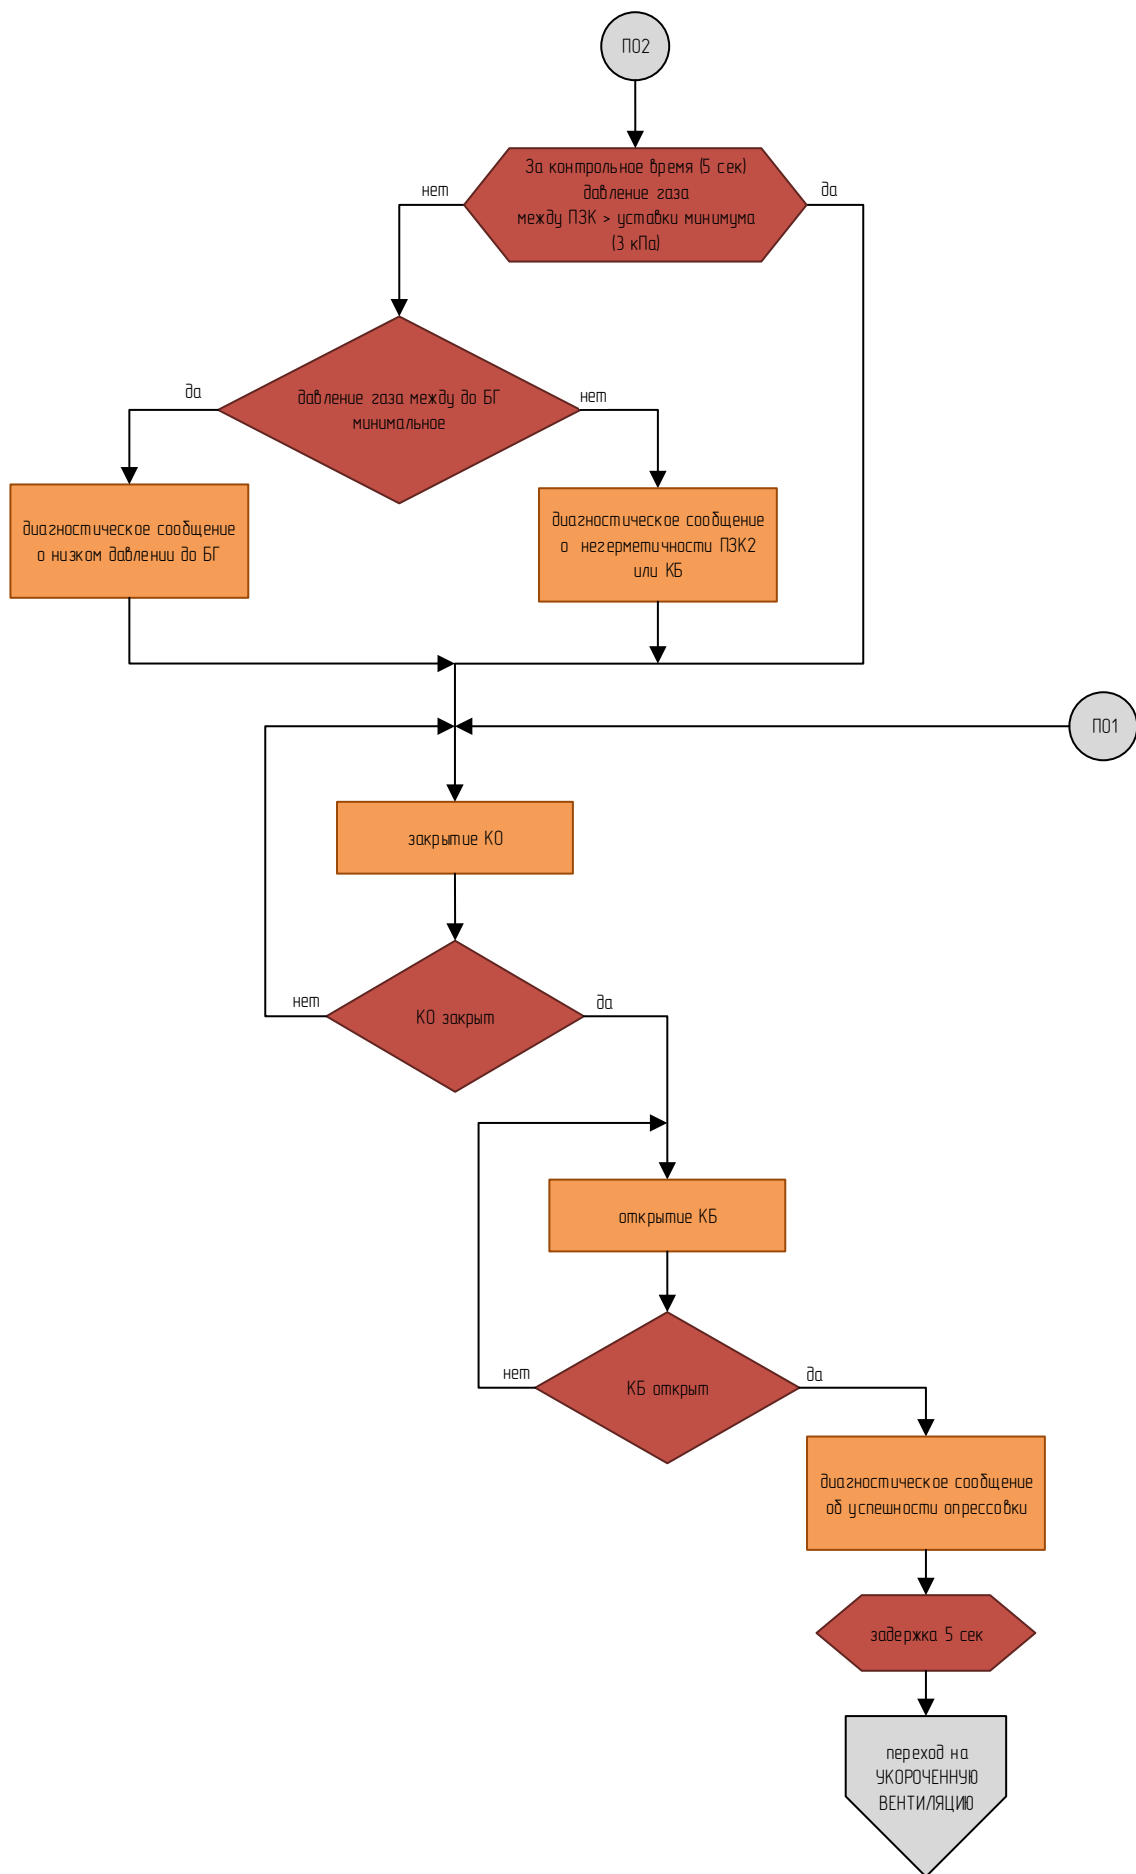 ПО2
За контрольное время (5 сек)
давление газа
между ПЗК > уставки минимума
(3 кПа)
нет
да
давление газа между до БГ
минимальное
да
нет
диагностическое сообщение
о низком давлении до БГ
диагностическое сообщение
о негерметичности ПЗК2
или КБ
ПО1
закрытие КО
КО закрыт
нет
да
открытие КБ
КБ открыт
нет
да
диагностическое сообщение
об успешности опрессовки
задержка 5 сек
переход на
УКОРОЧЕННУЮ
ВЕНТИЛЯЦИЮ